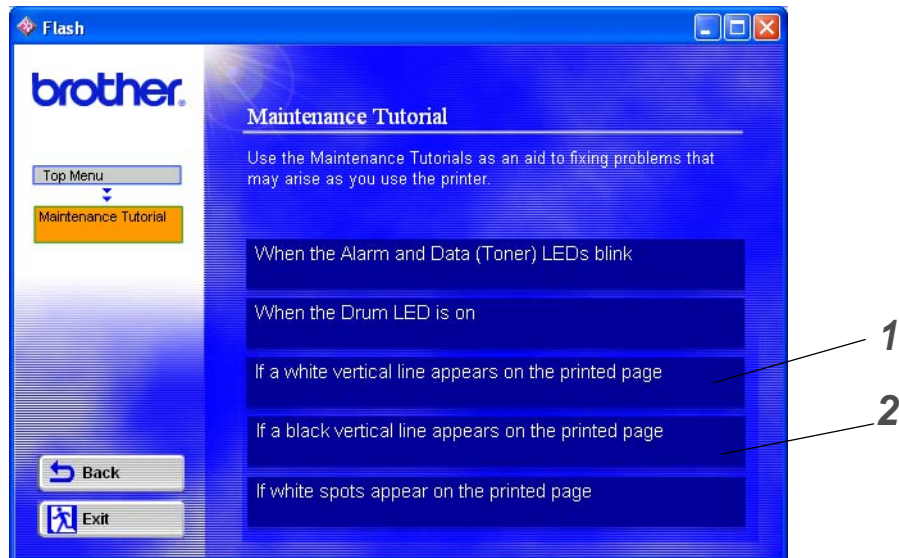 Flash
brother.
Top Menu
Maintenance Tutorial
Maintenance Tutorial
Use the Maintenance Tutorials as an aid to fixing problems that
may arise as you use the printer.
When the Alarm and Data (Toner) LEDs blink
When the Drum LED is on
If a white vertical line appears on the printed page
1
If a black vertical line appears on the printed page
2
If white spots appear on the printed page
Back
Exit